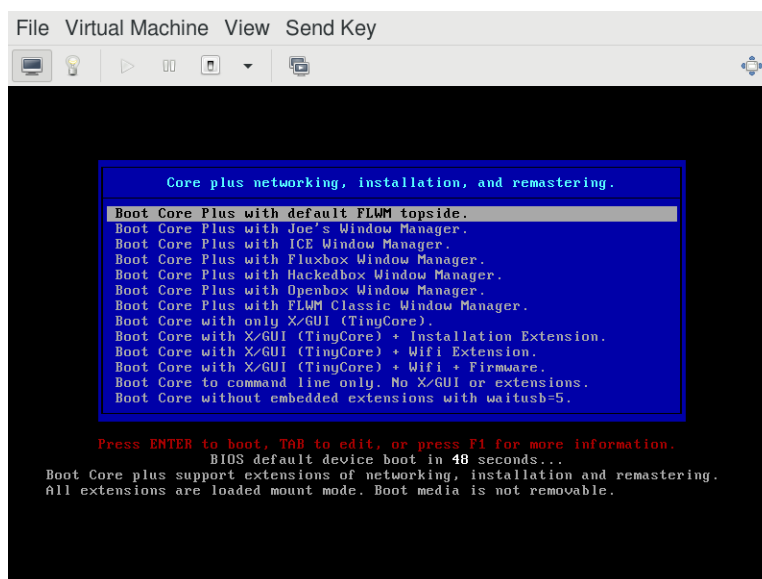 File Virtual Machine View Send Key
Core plus networking, installation, and remastering.
Boot Core Plus with default FLWM topside.
Boot Core Plus with Joe's Window Manager.
Boot Core Plus with ICE Window Manager.
Boot Core Plus with Fluxbox Window Manager.
Boot Core Plus with Hackedbox Window Manager.
Boot Core Plus with Openbox Window Manager.
Boot Core Plus with FLWM Classic Window Manager.
Boot Core with only X/GUI (TinyCore).
Boot Core with X/GUI (TinyCore) + Installation Extension.
Boot Core with X/GUI (TinyCore) + Wifi Extension.
Boot Core with X/GUI (TinyCore) + Wifi + Firmware.
Boot Core to command line only. No X/GUI or extensions.
Boot Core without embedded extensions with waitusb=5.
Press ENTER to boot, TAB to edit, or press F1 for more information.
BIOS default device boot in 48 seconds...
Boot Core plus support extensions of networking, installation and remastering.
All extensions are loaded mount mode. Boot media is not removable.